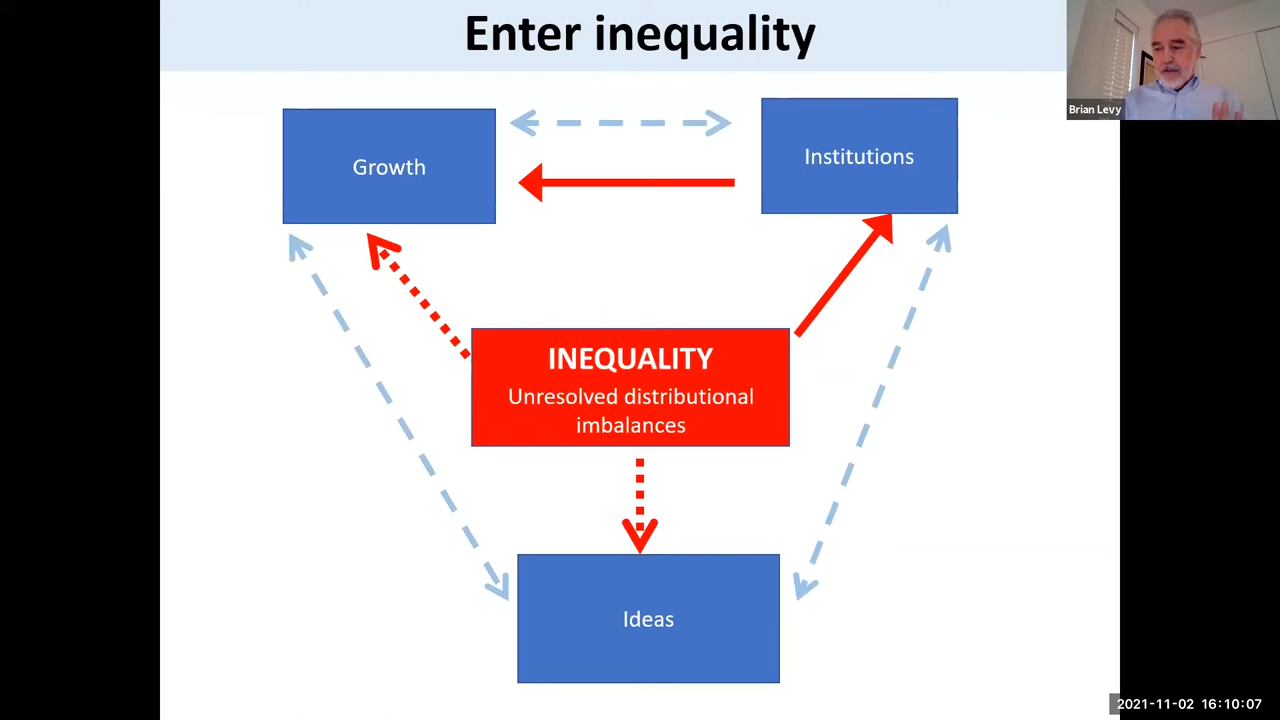 Enter inequality
Brian Levy
Growth
Institutions
INEQUALITY
Unresolved distributional
imbalances
Ideas
2021-11-02 16:10:07